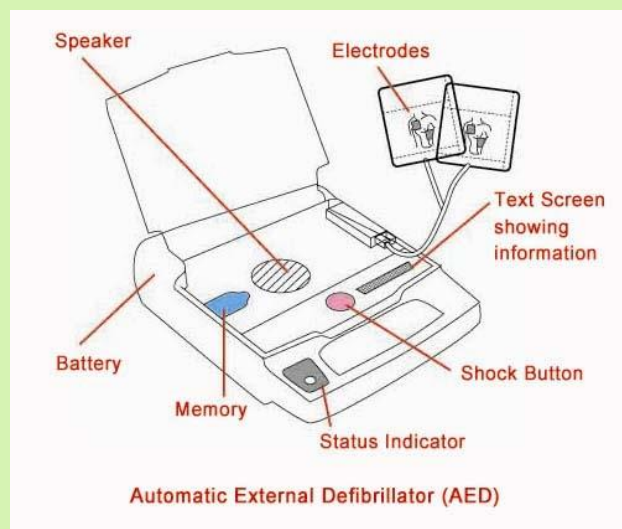 Speaker
Electrodes
Text Screen
showing
information
Battery
Shock Button
Memory
Status Indicator
Automatic External Defibrillator (AED)